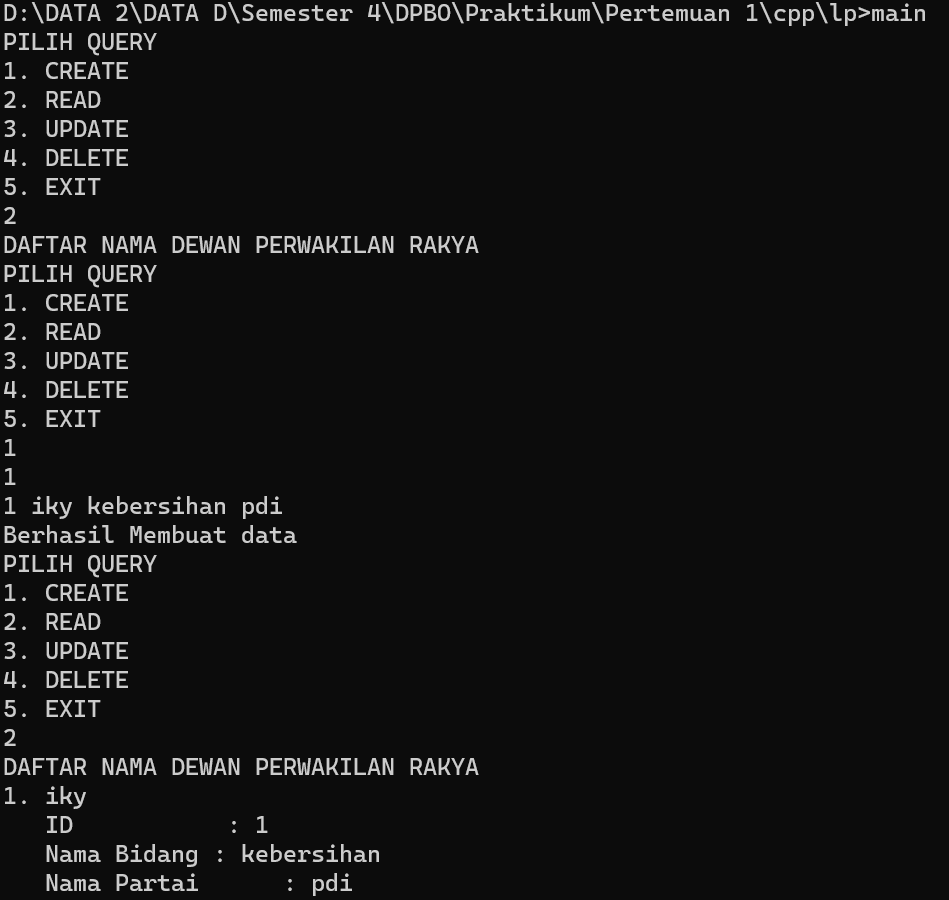 D:\DATA 2\DATA D\Semester 4\DPBO\Praktikum\Pertemuan 1\cpp\lp>main
PILIH QUERY
1. CREATE
2. READ
3. UPDATE
4. DELETE
5. EXIT
2
DAFTAR NAMA DEWAN PERWAKILAN RAKYA
PILIH QUERY
1. CREATE
2. READ
3. UPDATE
4. DELETE
5. EXIT
1
1
1 iky kebersihan pdi
Berhasil Membuat data
PILIH QUERY
1. CREATE
2. READ
3. UPDATE
4. DELETE
5. EXIT
2
DAFTAR NAMA DEWAN PERWAKILAN RAKYA
1. iky
   ID           : 1
   Nama Bidang : kebersihan
   Nama Partai      : pdi